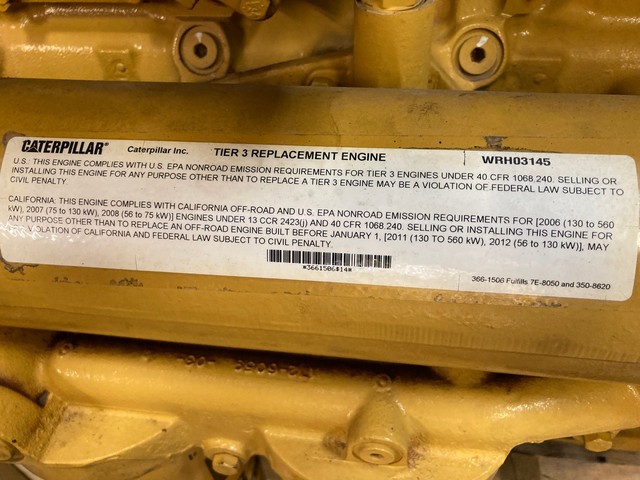 CATERPILLAR® Caterpillar Inc. TIER 3 REPLACEMENT ENGINE WRH03145
U.S.: THIS ENGINE COMPLIES WITH U.S. EPA NONROAD EMISSION REQUIREMENTS FOR TIER 3 ENGINES UNDER 40 CFR 1068.240. SELLING OR
INSTALLING THIS ENGINE FOR ANY PURPOSE OTHER THAN TO REPLACE A TIER 3 ENGINE MAY BE A VIOLATION OF FEDERAL LAW SUBJECT TO
CIVIL PENALTY.
CALIFORNIA: THIS ENGINE COMPLIES WITH CALIFORNIA OFF-ROAD AND U.S. EPA NONROAD EMISSION REQUIREMENTS FOR [2006 (130 to 560
kW), 2007 (75 to 130 kW), 2008 (56 to 75 kW)] ENGINES UNDER 13 CCR 2423(j) AND 40 CFR 1068.240. SELLING OR INSTALLING THIS ENGINE FOR
ANY PURPOSE OTHER THAN TO REPLACE AN OFF-ROAD ENGINE BUILT BEFORE JANUARY 1, [2011 (130 TO 560 kW), 2012 (56 to 130 kW)], MAY
BE A VIOLATION OF CALIFORNIA AND FEDERAL LAW SUBJECT TO CIVIL PENALTY.
*3661506#14*
366-1506 Fulfills 7E-8050 and 350-8620